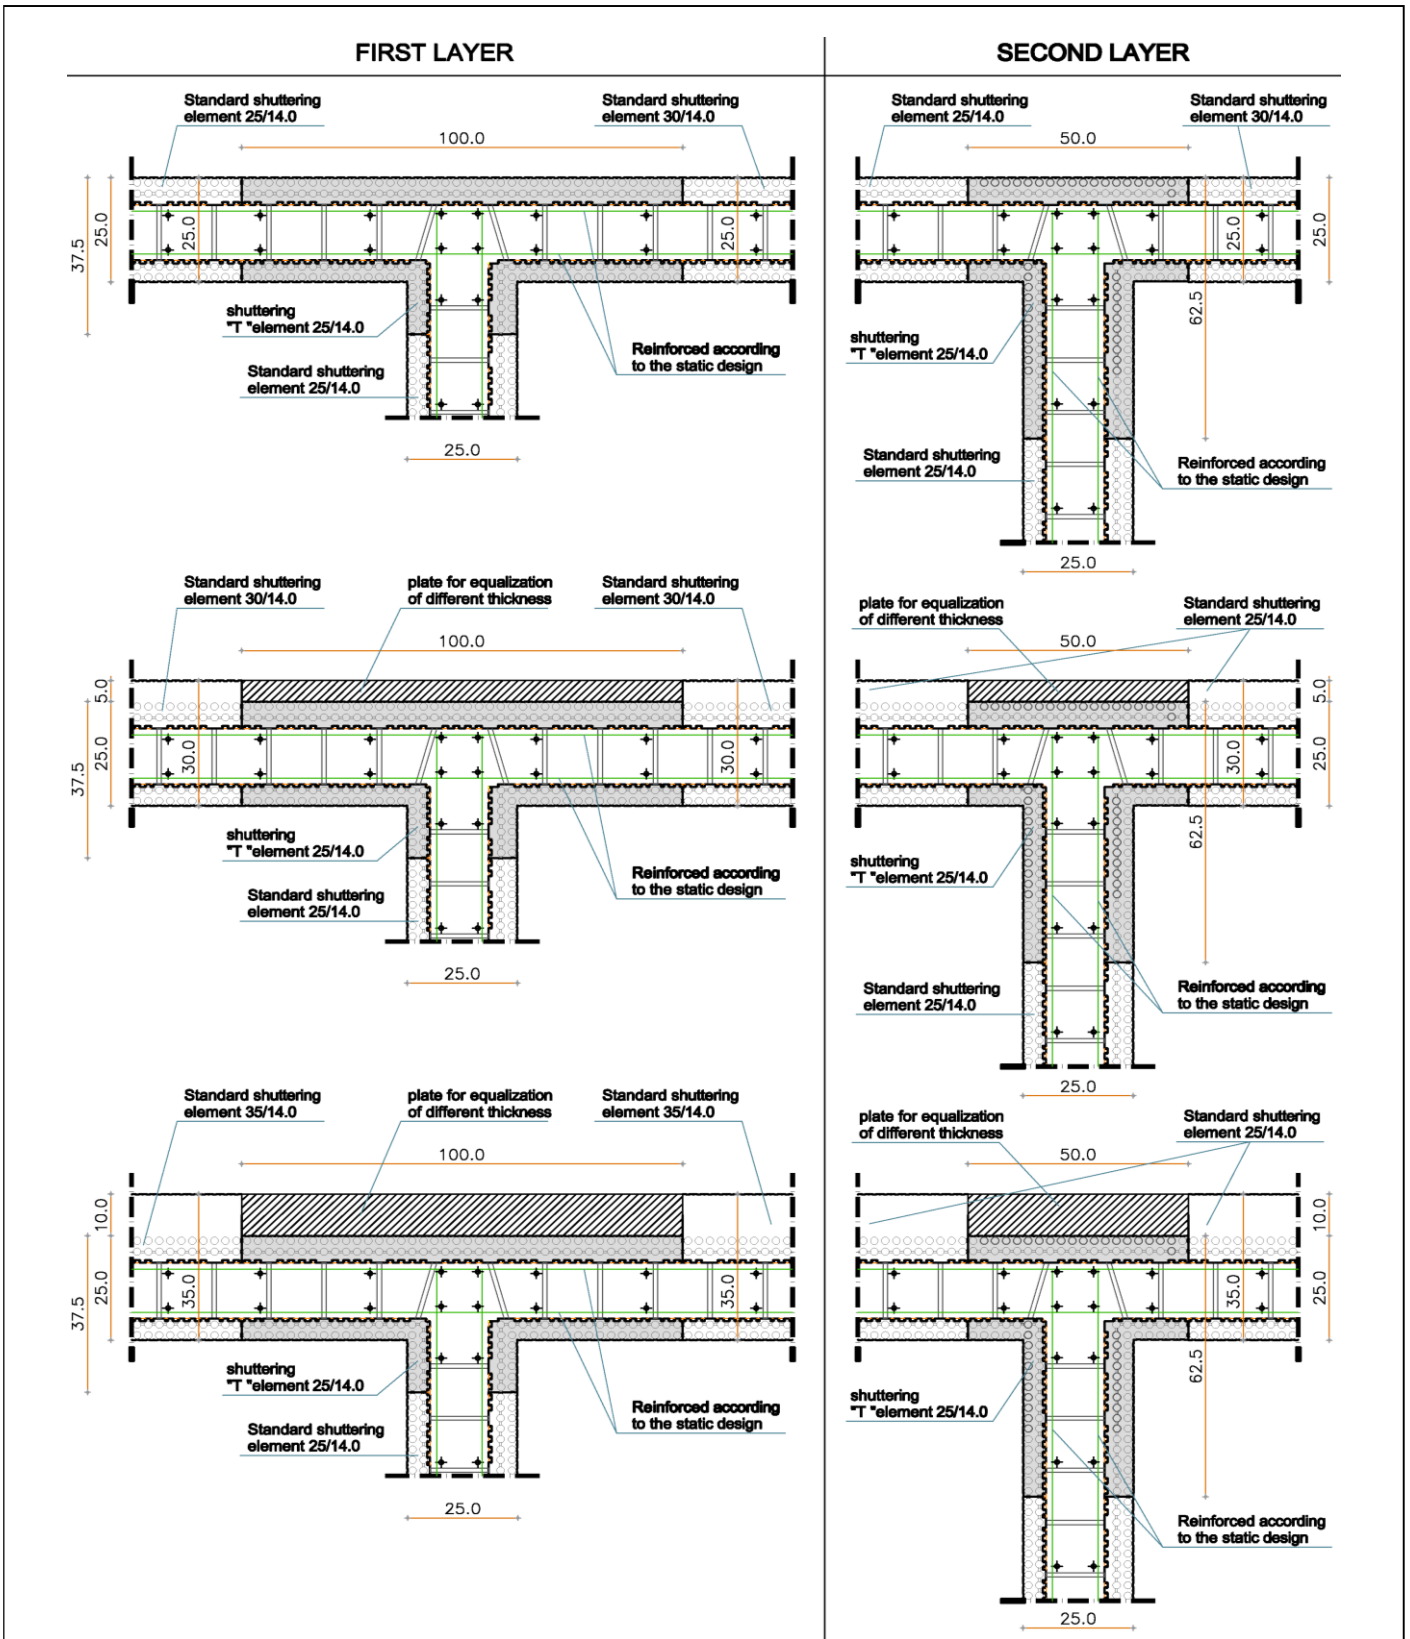 FIRST LAYER
SECOND LAYER
Standard shuttering
element 25/14.0
Standard shuttering
element 30/14.0
100.0
37.5
25.0
25.0
25.0
shuttering
"T "element 25/14.0
Standard shuttering
element 25/14.0
Reinforced according
to the static design
25.0
Standard shuttering
element 25/14.0
Standard shuttering
element 30/14.0
50.0
25.0
25.0
62.5
shuttering
"T "element 25/14.0
Standard shuttering
element 25/14.0
Reinforced according
to the static design
25.0
Standard shuttering
element 30/14.0
plate for equalization
of different thickness
Standard shuttering
element 30/14.0
100.0
5.0
37.5
25.0
30.0
30.0
shuttering
"T "element 25/14.0
Standard shuttering
element 25/14.0
Reinforced according
to the static design
25.0
plate for equalization
of different thickness
Standard shuttering
element 25/14.0
50.0
5.0
30.0
25.0
62.5
shuttering
"T "element 25/14.0
Standard shuttering
element 25/14.0
Reinforced according
to the static design
25.0
Standard shuttering
element 35/14.0
plate for equalization
of different thickness
Standard shuttering
element 35/14.0
100.0
10.0
37.5
25.0
35.0
35.0
shuttering
"T "element 25/14.0
Standard shuttering
element 25/14.0
Reinforced according
to the static design
25.0
plate for equalization
of different thickness
Standard shuttering
element 25/14.0
50.0
10.0
35.0
25.0
62.5
shuttering
"T "element 25/14.0
Standard shuttering
element 25/14.0
Reinforced according
to the static design
25.0